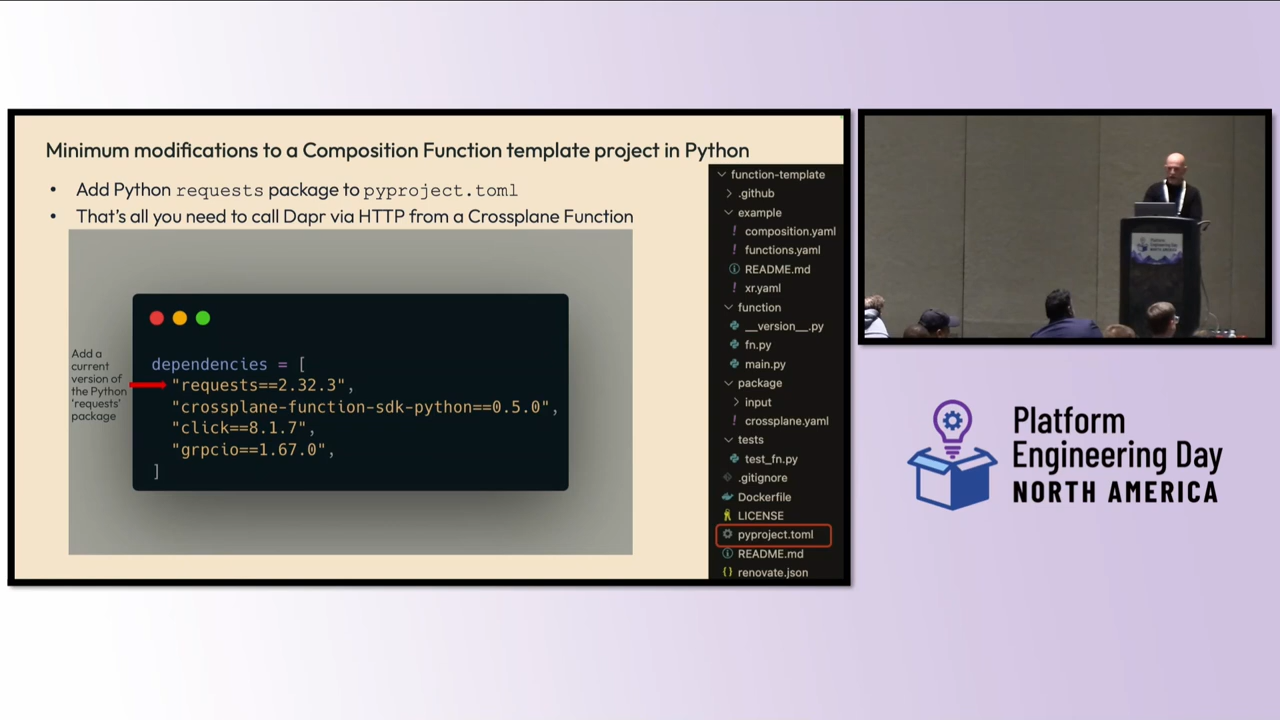 Minimum modifications to a Composition Function template project in Python
• Add Python requests package to pyproject.toml
• That's all you need to call Dapr via HTTP from a Crossplane Function
Add a
current
version of
the Python
'requests'
package
dependencies = [
"requests==2.32.3",
"crossplane-function-sdk-python==0.5.0",
"click==8.1.7",
"grpcio==1.67.0",
]
function-template
.github
example
composition.yaml
functions.yaml
README.md
xr.yaml
function
__version__.py
fn.py
main.py
package
input
crossplane.yaml
tests
test_fn.py
.gitignore
Dockerfile
LICENSE
pyproject.toml
README.md
renovate.json
Platform
Engineering Day
NORTH AMERICA
Platform
Engineering Day
NORTH AMERICA